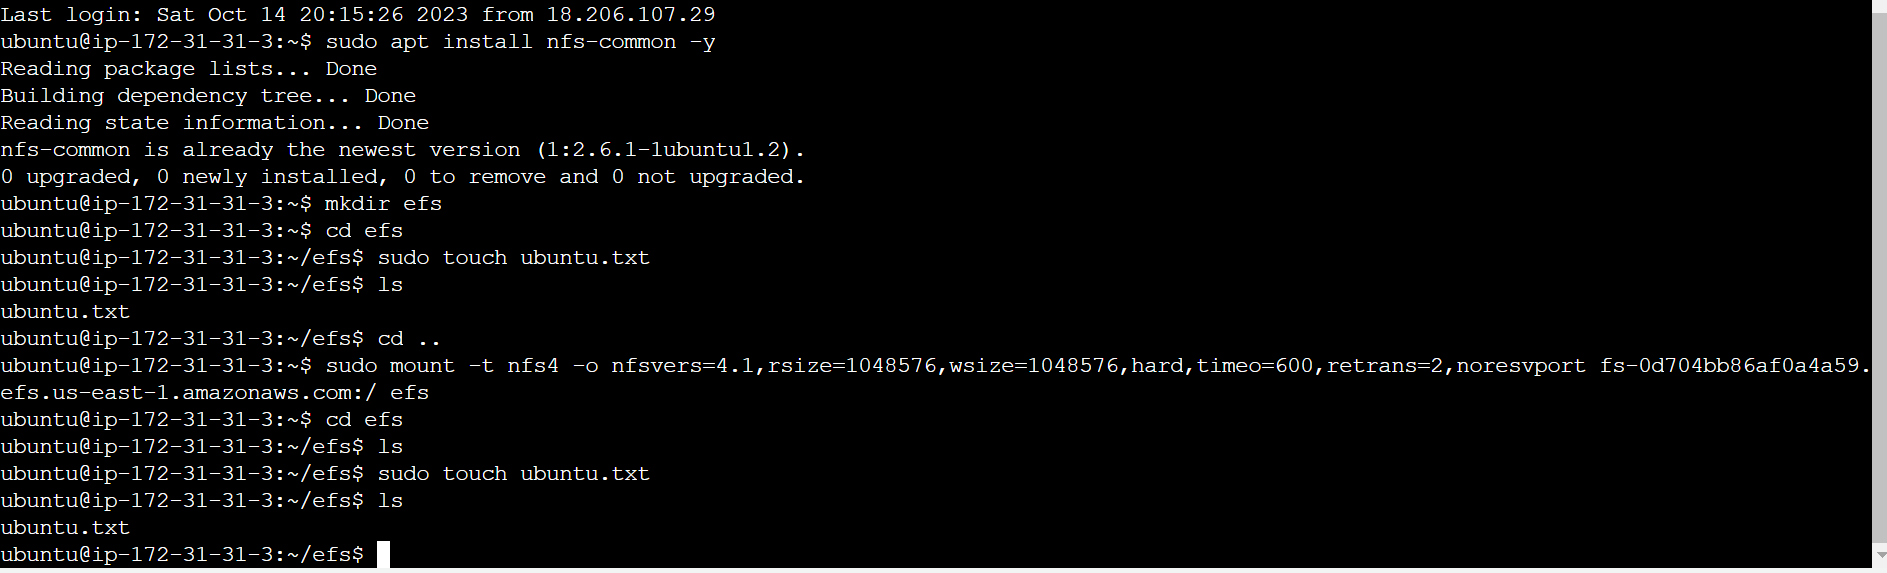 Last login: Sat Oct 14 20:15:26 2023 from 18.206.107.29
ubuntu@ip-172-31-31-3:~$ sudo apt install nfs-common -y
Reading package lists... Done
Building dependency tree... Done
Reading state information... Done
nfs-common is already the newest version (1:2.6.1-1ubuntu1.2).
0 upgraded, 0 newly installed, 0 to remove and 0 not upgraded.
ubuntu@ip-172-31-31-3:~$ mkdir efs
ubuntu@ip-172-31-31-3:~$ cd efs
ubuntu@ip-172-31-31-3:~/efs$ sudo touch ubuntu.txt
ubuntu@ip-172-31-31-3:~/efs$ ls
ubuntu.txt
ubuntu@ip-172-31-31-3:~/efs$ cd ..
ubuntu@ip-172-31-31-3:~$ sudo mount -t nfs4 -o nfsvers=4.1,rsize=1048576,wsize=1048576,hard,timeo=600,retrans=2,noresvport fs-0d704bb86af0a4a59.
efs.us-east-1.amazonaws.com:/ efs
ubuntu@ip-172-31-31-3:~$ cd efs
ubuntu@ip-172-31-31-3:~/efs$ ls
ubuntu@ip-172-31-31-3:~/efs$ sudo touch ubuntu.txt
ubuntu@ip-172-31-31-3:~/efs$ ls
ubuntu.txt
ubuntu@ip-172-31-31-3:~/efs$